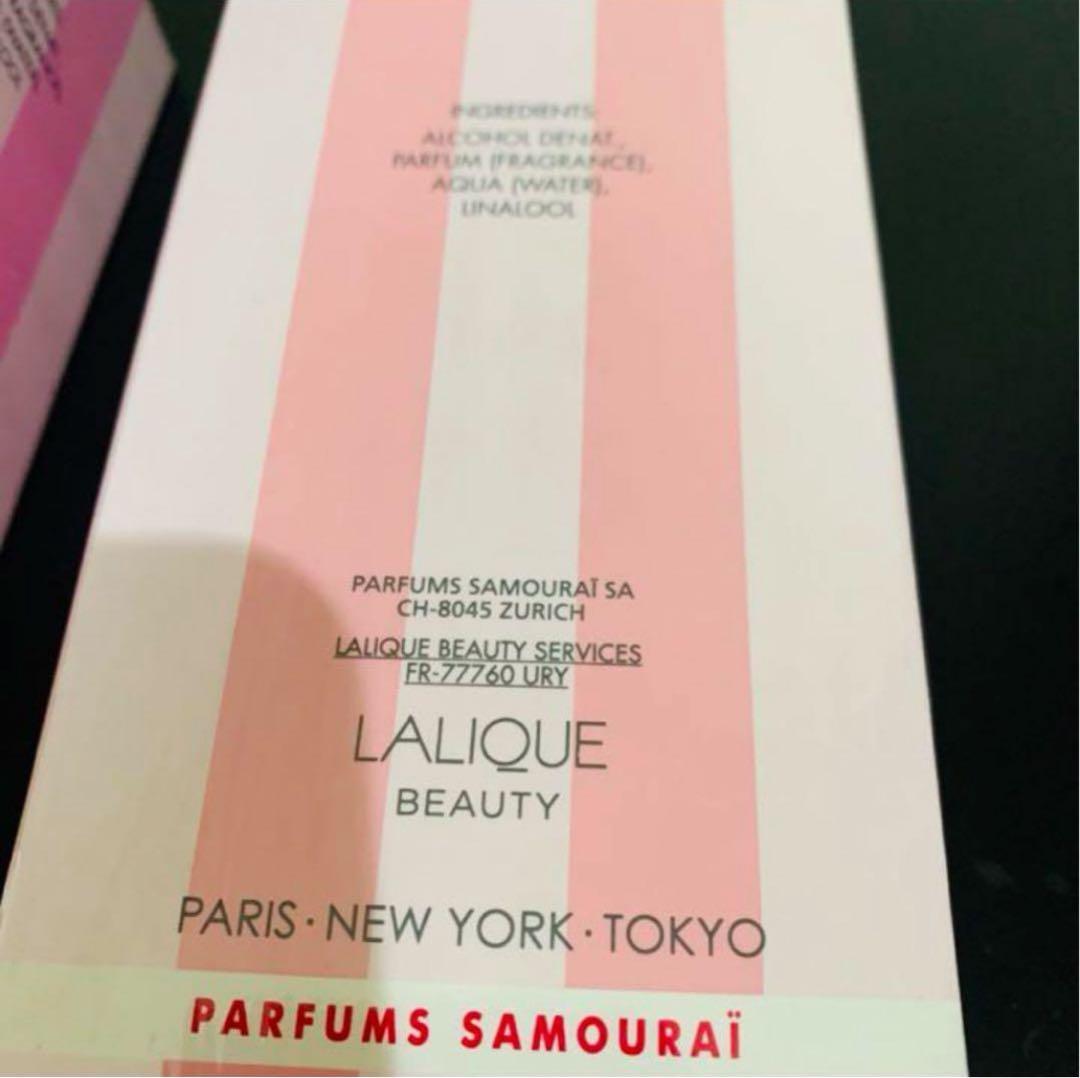 INGREDIENTS:
ALCOHOL DENAT.,
PARFUM (FRAGRANCE),
AQUA (WATER),
LINALOOL
PARFUMS SAMOURAÏ SA
CH-8045 ZURICH
LALIQUE BEAUTY SERVICES
FR-77760 URY
LALIQUE
BEAUTY
PARIS · NEW YORK · TOKYO
PARFUMS SAMOURAÏ